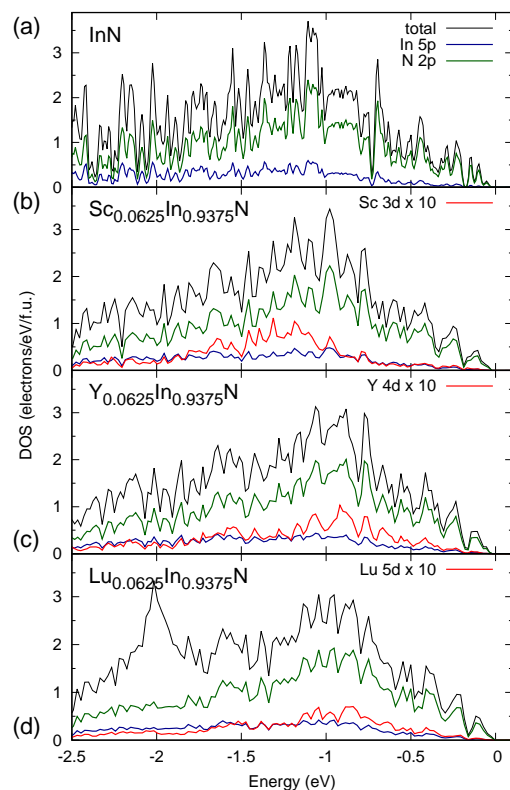 (a)
InN
total
In 5p
N 2p
3
2
1
0
(b)
Sc0.0625In0.9375N
Sc 3d x 10
3
2
1
0
Y0.0625In0.9375N
Y 4d x 10
3
2
1
(c)
0
Lu0.0625In0.9375N
Lu 5d x 10
3
2
1
(d)
0
DOS (electrons/eV/f.u.)
-2.5
-2
-1.5
-1
-0.5
0
Energy (eV)